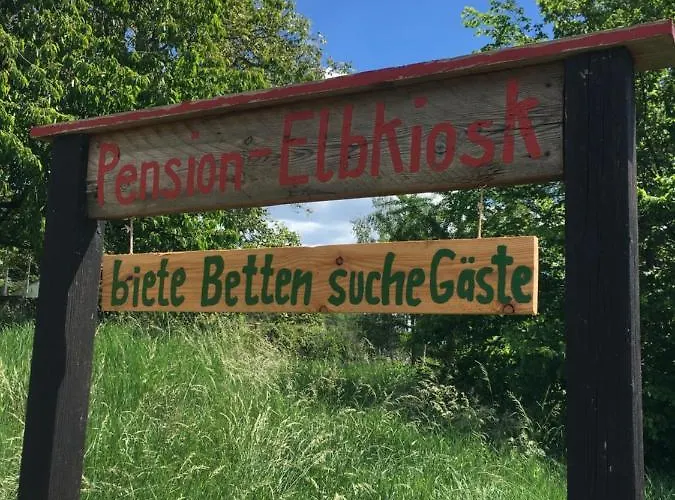 Pension-Elbkiosk
biete Betten suche Gäste